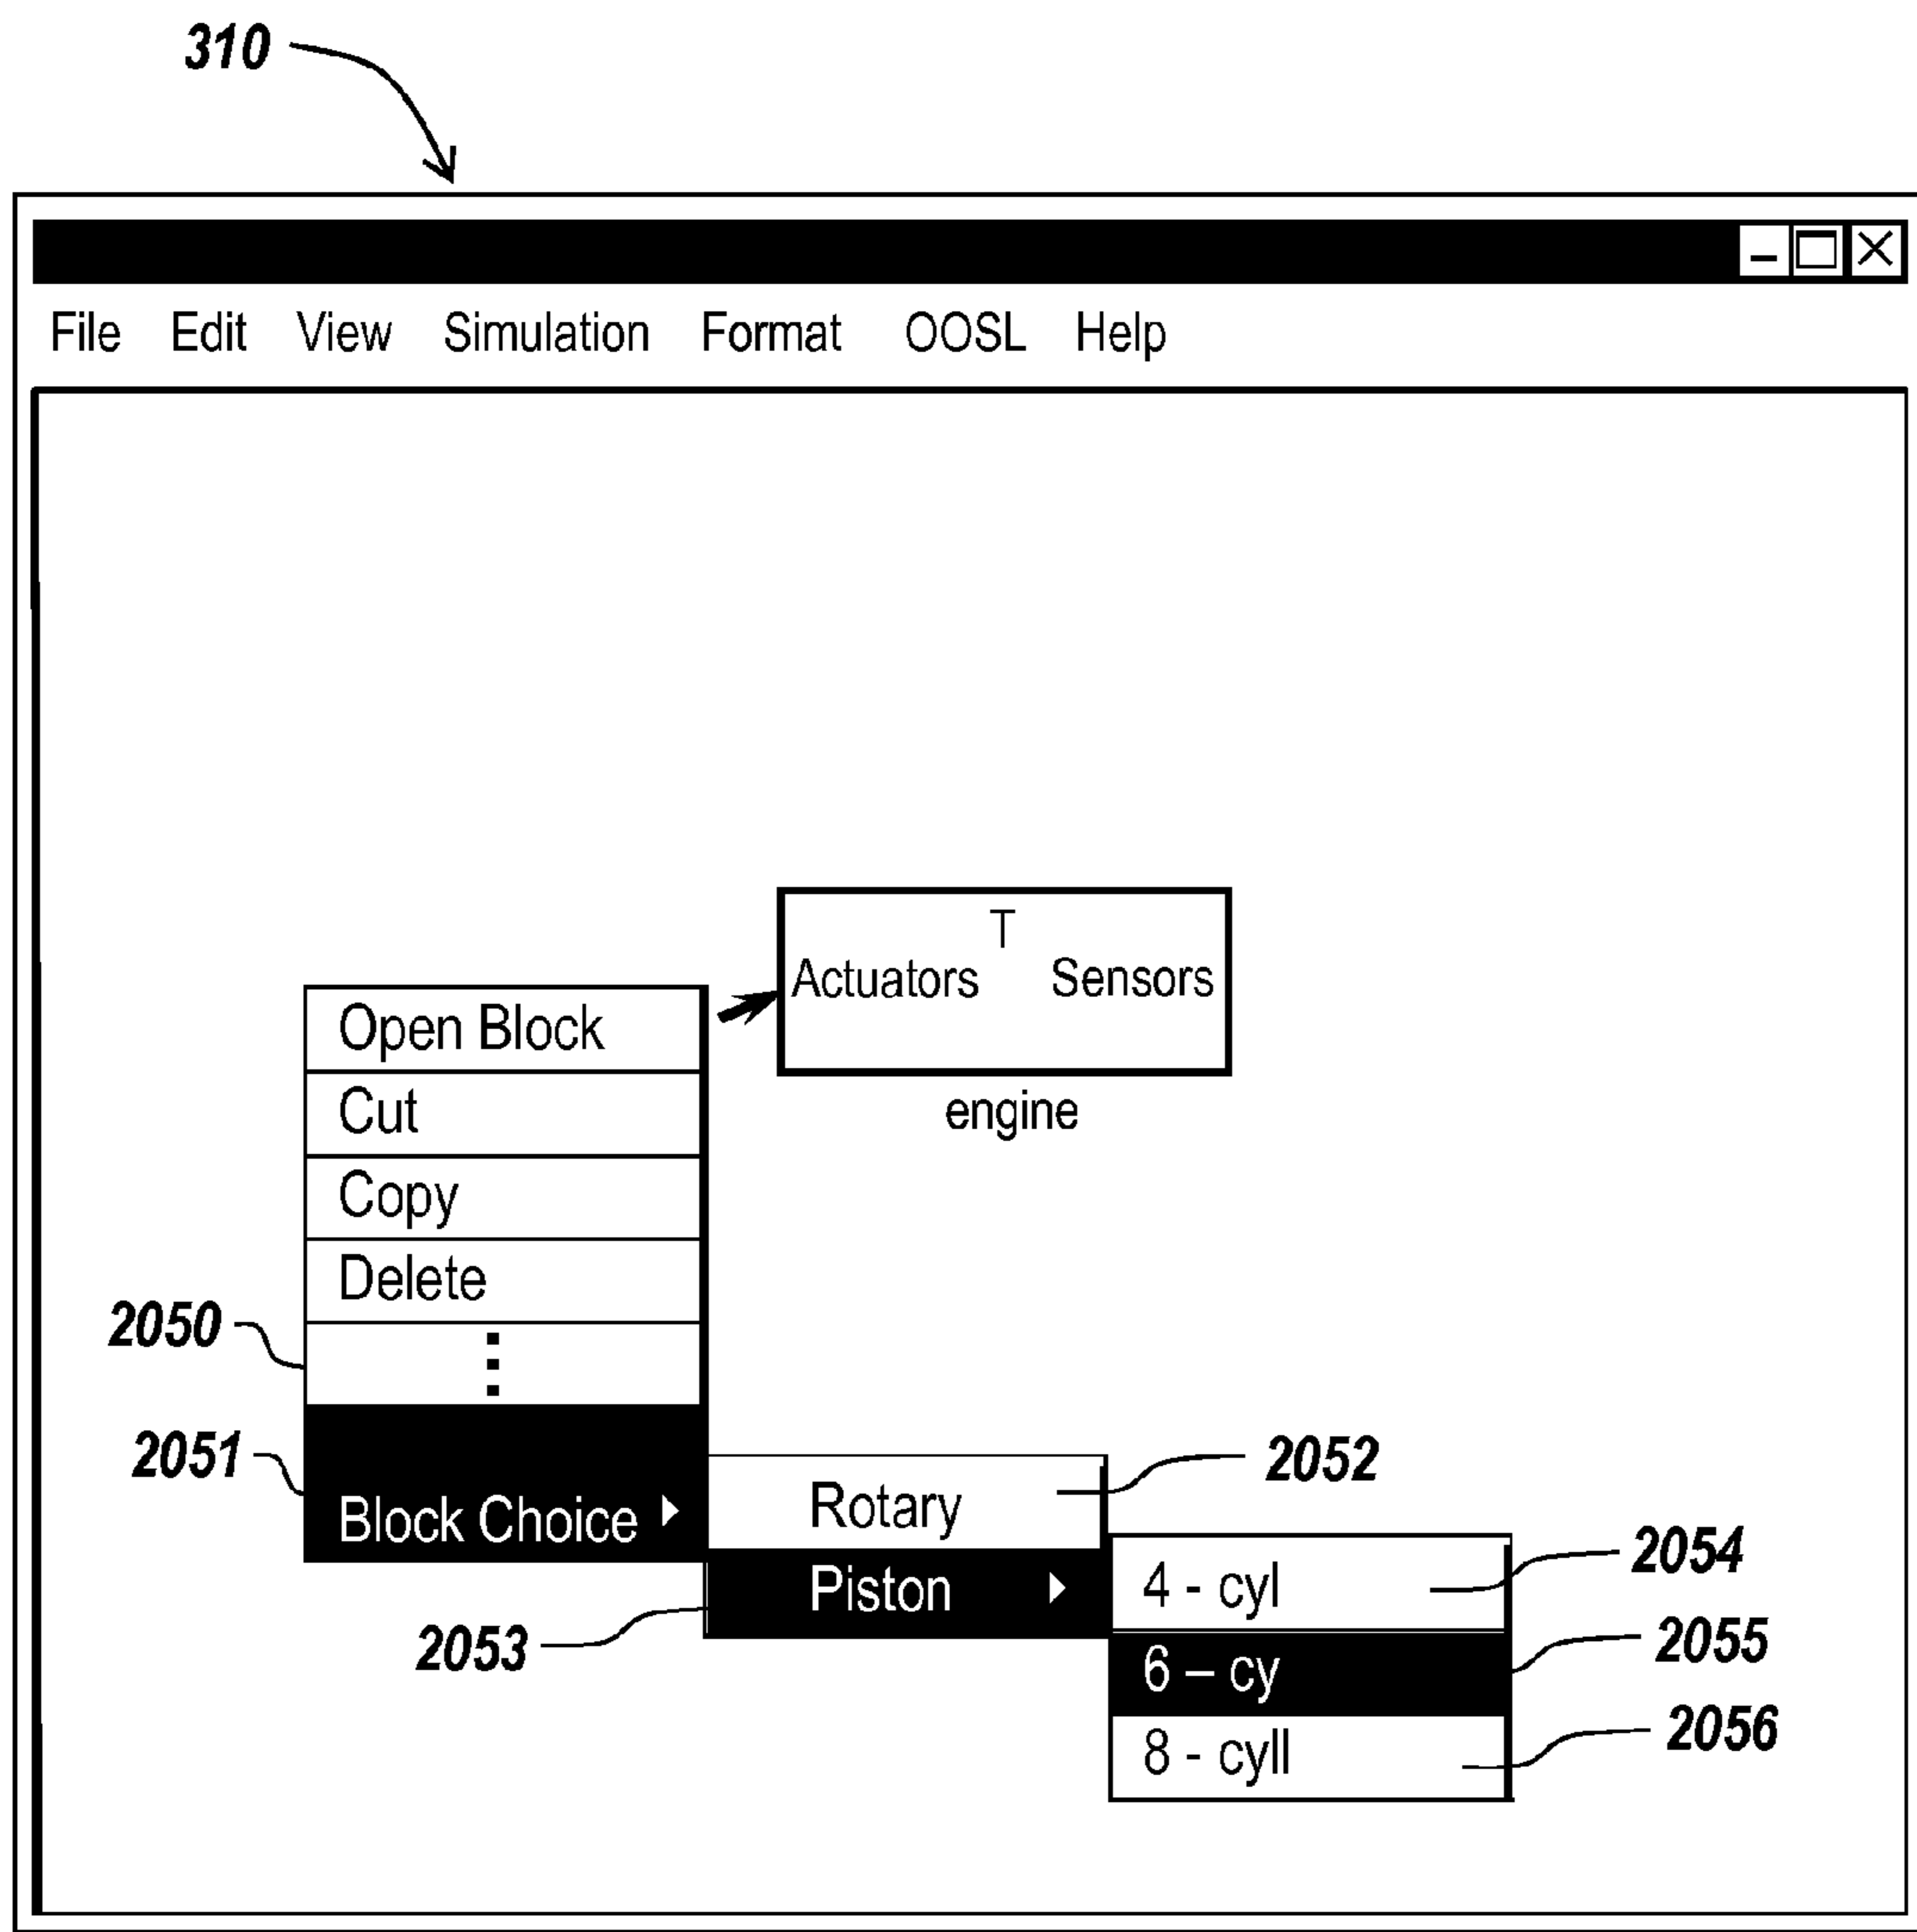 310
File Edit View Simulation Format OOSL Help
T
Actuators Sensors
engine
Open Block
Cut
Copy
Delete
2050
2051
Block Choice
Rotary
2052
Piston
2053
4 - cyl
2054
6 – cy
2055
8 - cyll
2056